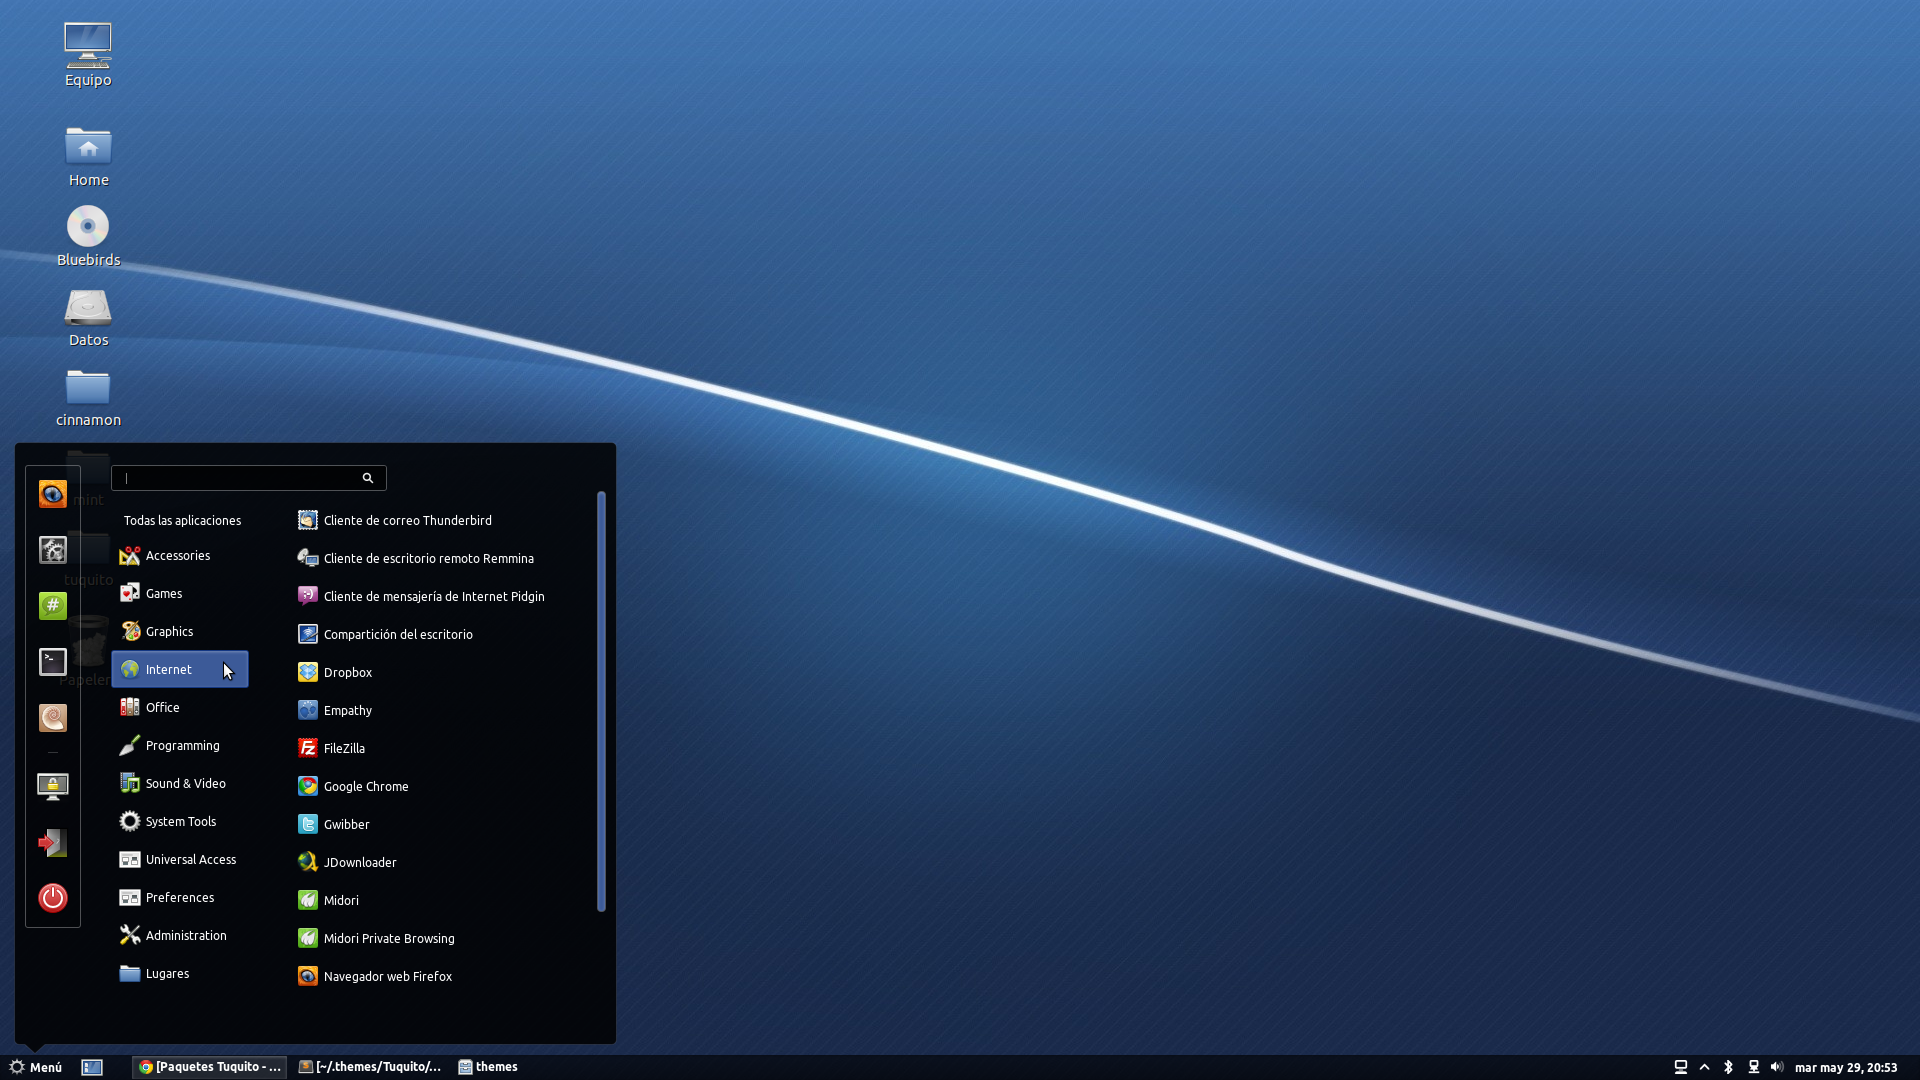 Equipo
Home
Bluebirds
Datos
cinnamon
mint
tuquito
Papeler
Todas las aplicaciones
Accessories
Games
Graphics
Internet
Office
Programming
Sound & Video
System Tools
Universal Access
Preferences
Administration
Lugares
Cliente de correo Thunderbird
Cliente de escritorio remoto Remmina
Cliente de mensajería de Internet Pidgin
Compartición del escritorio
Dropbox
Empathy
FileZilla
Google Chrome
Gwibber
JDownloader
Midori
Midori Private Browsing
Navegador web Firefox
Menú
[Paquetes Tuquito - ...
[~/.themes/Tuquito/...
themes
mar may 29, 20:53